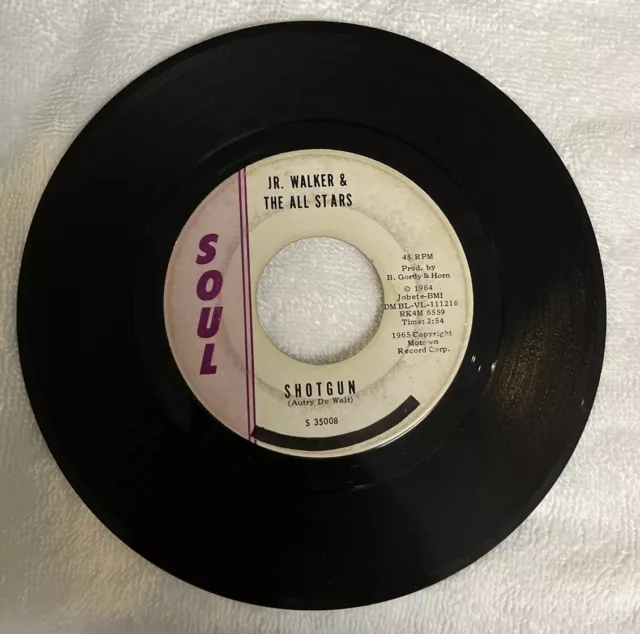 JR. WALKER &
THE ALL STARS
SOUL
45 RPM
Prod. by
B. Gordy & Horn
© 1964
Jobete-BMI
DM BL-VL-111216
RK4M 6559
Time: 2:54
1965 Copyright
Motown
Record Corp.
SHOTGUN
(Autry De Walt)
S 35008